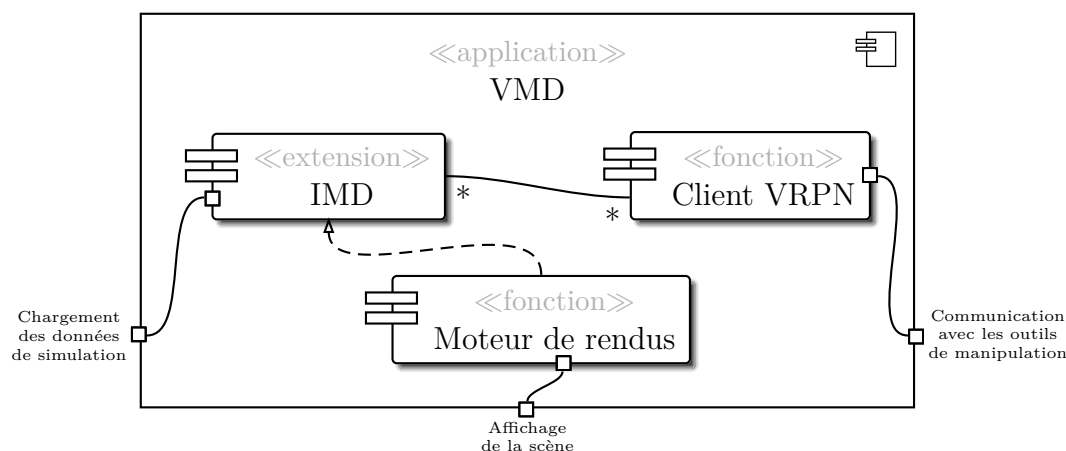 ≪application≫
VMD
≪extension≫
IMD
≪fonction≫
Client VRPN
*
*
≪fonction≫
Moteur de rendus
Chargement
des données
de simulation
Communication
avec les outils
de manipulation
Affichage
de la scène